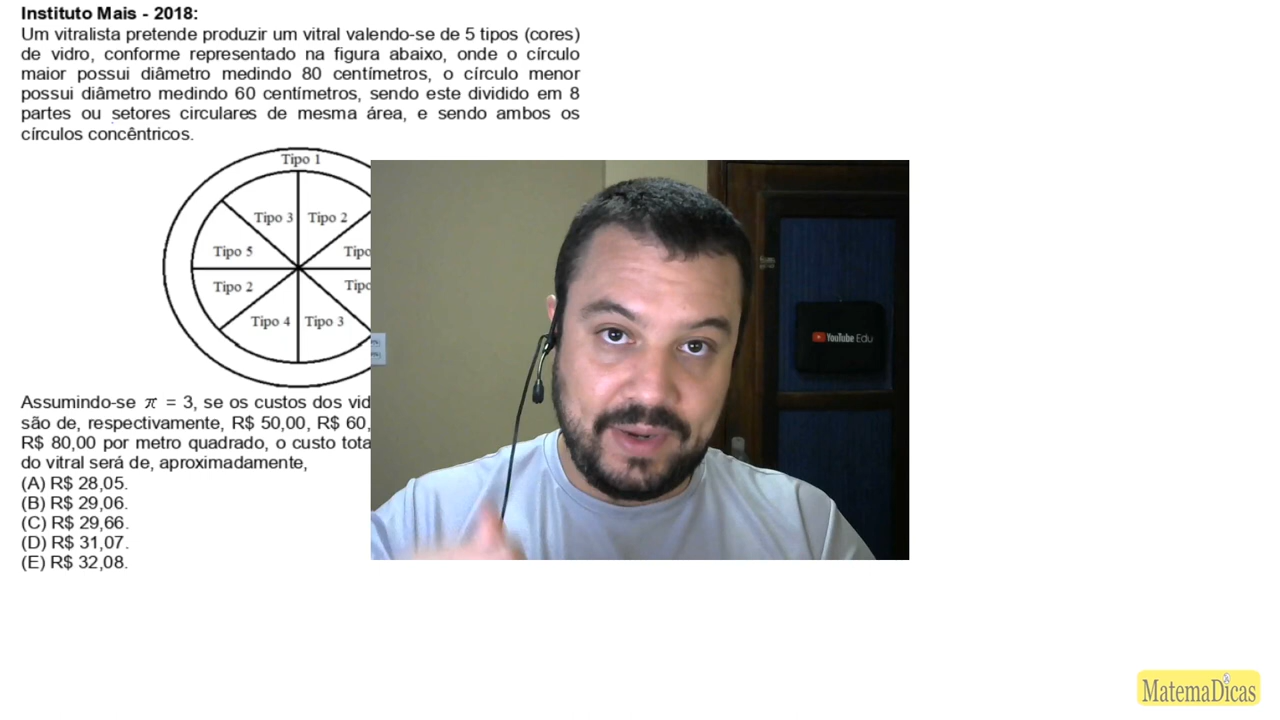 Instituto Mais - 2018:
Um vitralista pretende produzir um vitral valendo-se de 5 tipos (cores)
de vidro, conforme representado na figura abaixo, onde o círculo
maior possui diâmetro medindo 80 centímetros, o círculo menor
possui diâmetro medindo 60 centímetros, sendo este dividido em 8
partes ou setores circulares de mesma área, e sendo ambos os
círculos concêntricos.
Tipo 1
Tipo 3
Tipo 2
Tipo 5
Tipo
Tipo 2
Tipo
Tipo 4
Tipo 3
Assumindo-se π = 3, se os custos dos vid
são de, respectivamente, R$ 50,00, R$ 60,
R$ 80,00 por metro quadrado, o custo tota
do vitral será de, aproximadamente,
(A) R$ 28,05.
(B) R$ 29,06.
(C) R$ 29,66.
(D) R$ 31,07.
(E) R$ 32,08.
YouTube Edu
MatemaDicas